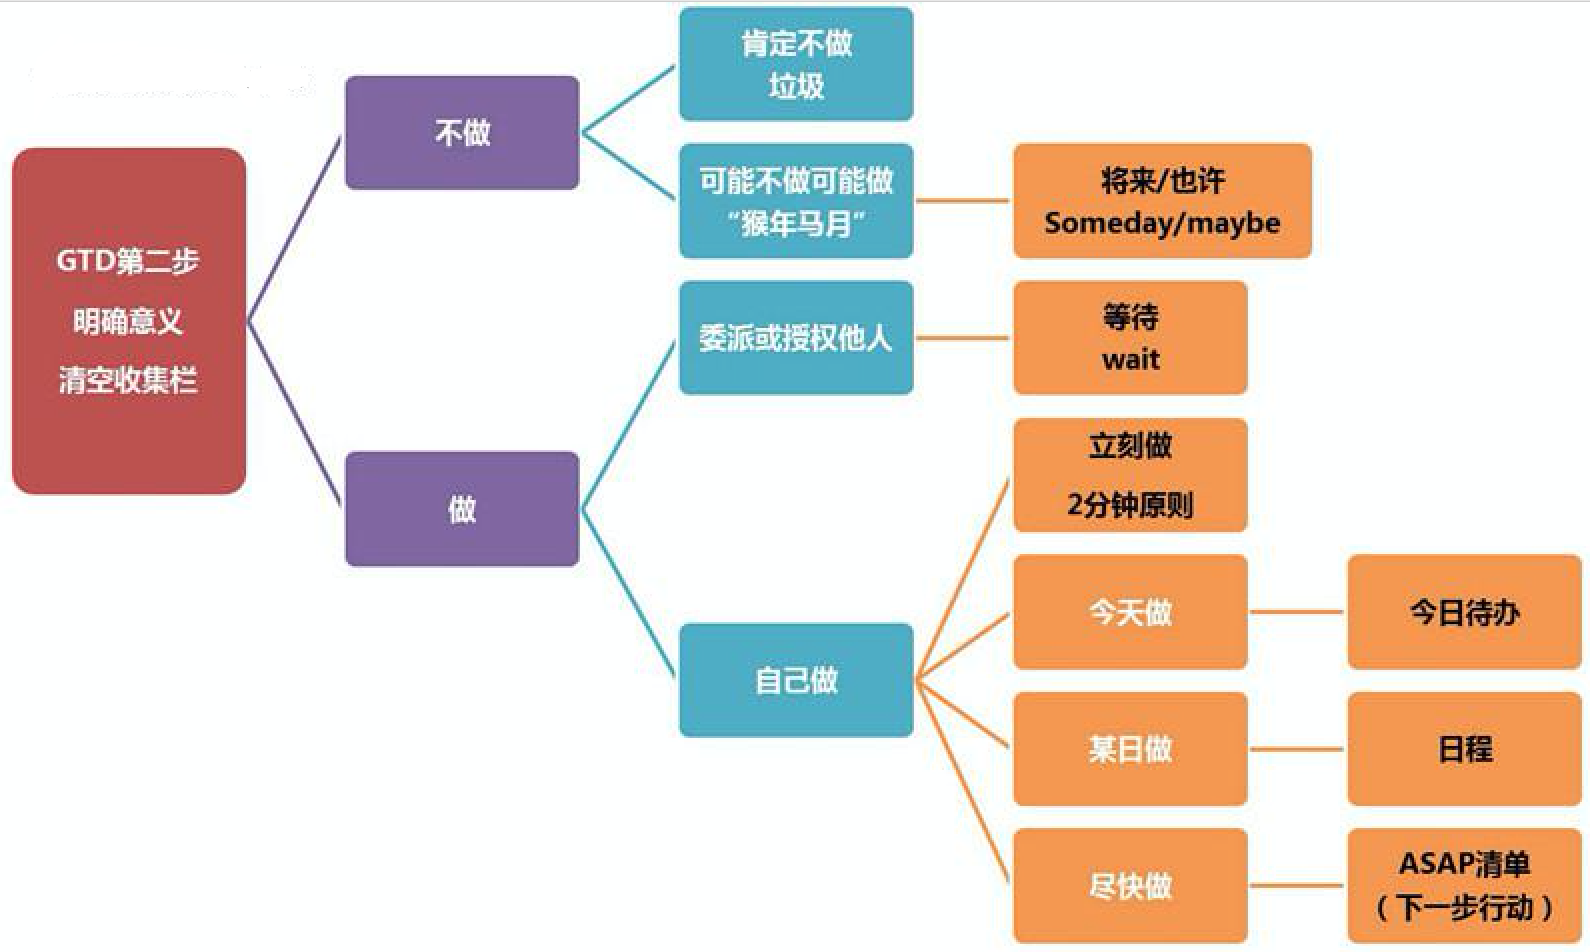 GTD第二步
明确意义
清空收集栏
不做
肯定不做
垃圾
可能不做可能做
“猴年马月”
将来/也许
Someday/maybe
做
委派或授权他人
等待
wait
自己做
立刻做
2分钟原则
今天做
今日待办
某日做
日程
尽快做
ASAP清单
（下一步行动）